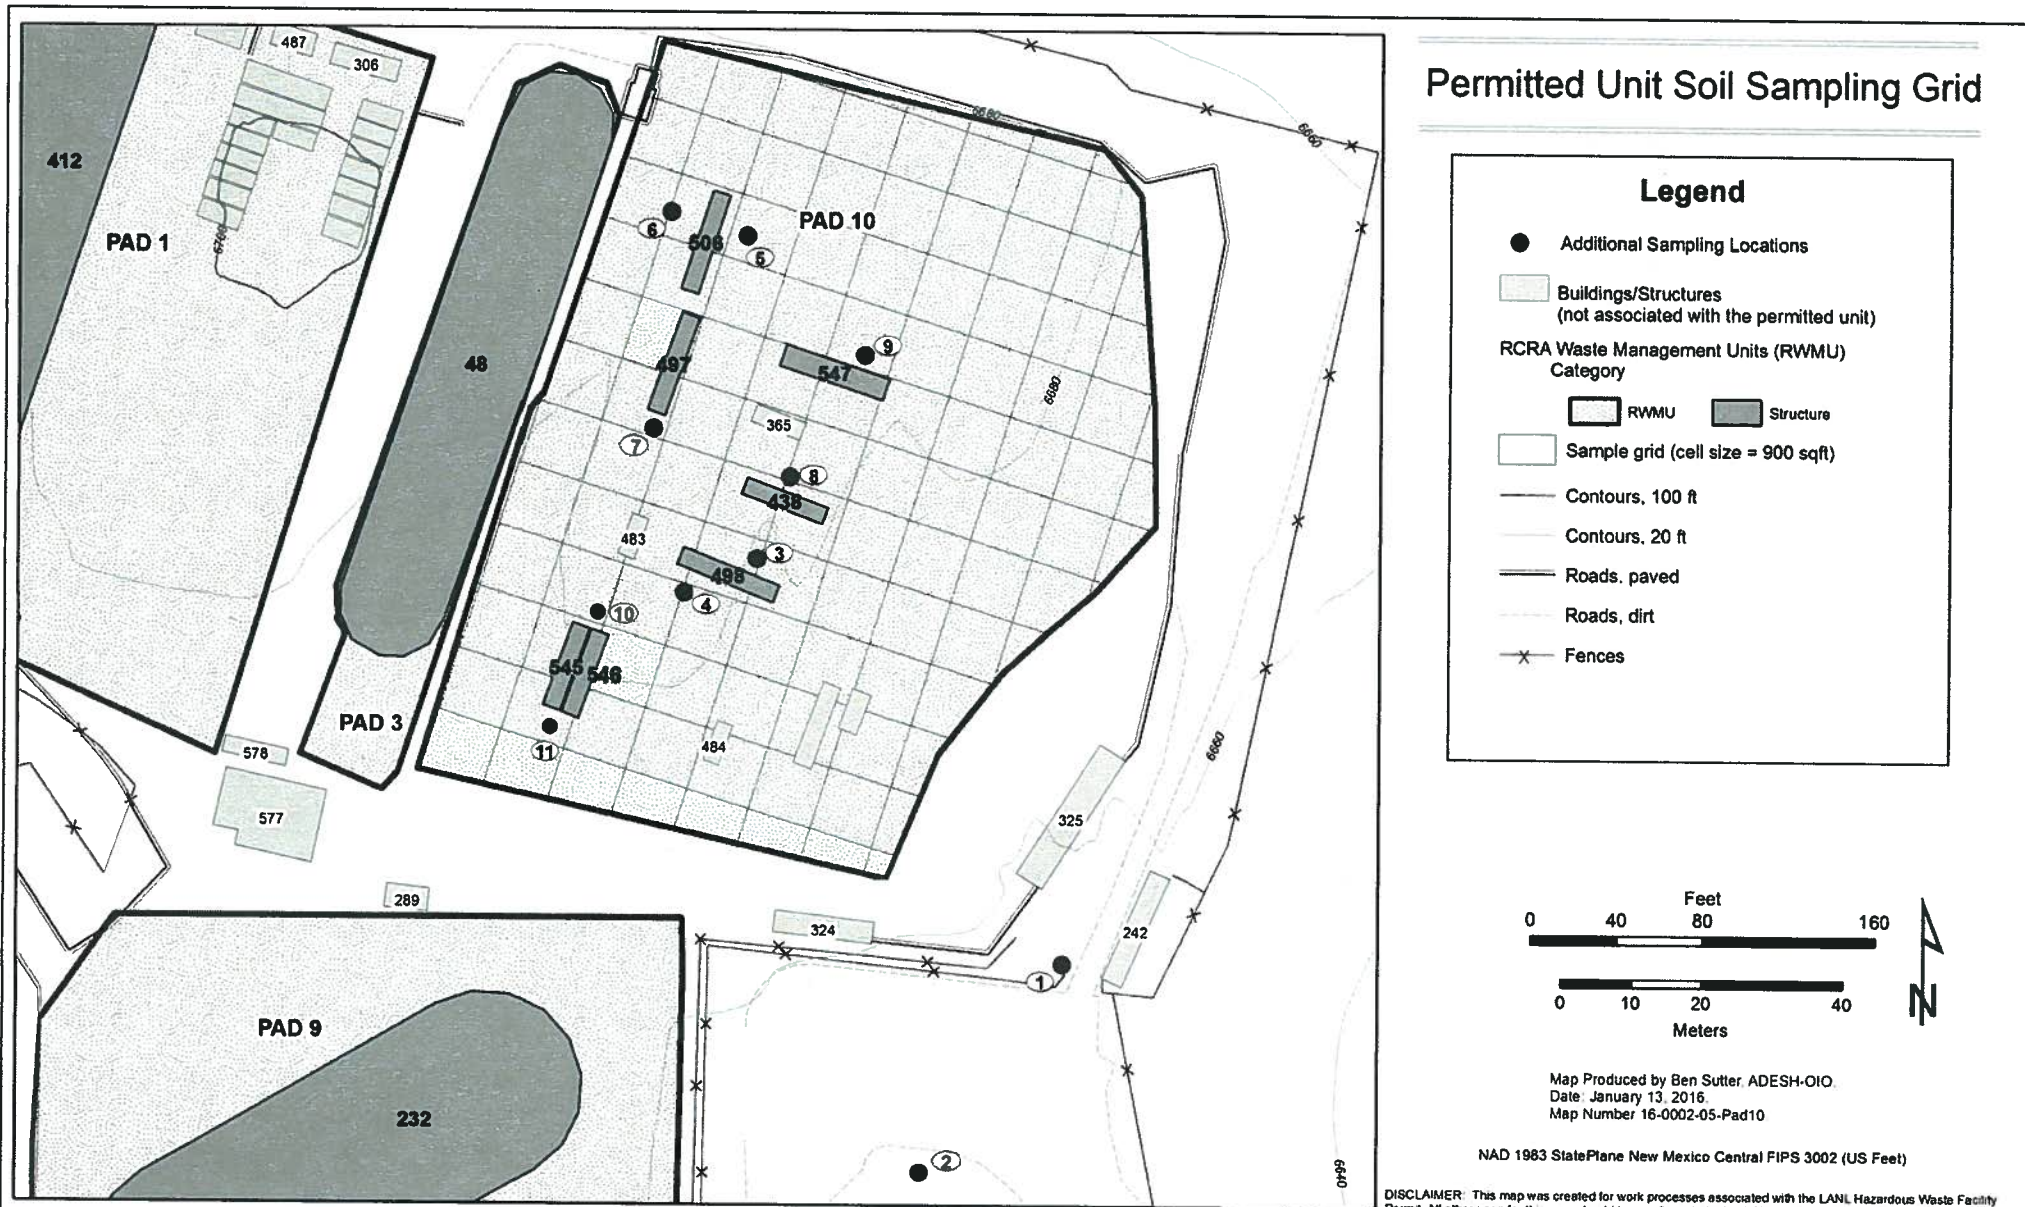 Permitted Unit Soil Sampling Grid
Legend
Additional Sampling Locations
Buildings/Structures
(not associated with the permitted unit)
RCRA Waste Management Units (RWMU)
Category
RWMU
Structure
Sample grid (cell size = 900 sqft)
Contours, 100 ft
Contours, 20 ft
Roads, paved
Roads, dirt
Fences
Feet
0 40 80 160
0 10 20 40
Meters
N
Map Produced by Ben Sutter, ADESH-OIO.
Date: January 13, 2016.
Map Number 16-0002-05-Pad10
NAD 1983 StatePlane New Mexico Central FIPS 3002 (US Feet)
DISCLAIMER: This map was created for work processes associated with the LANL Hazardous Waste Facility
487
306
412
PAD 1
6700
48
PAD 3
578
577
289
PAD 9
232
PAD 10
6680
6660
6
506
5
497
7
9
547
365
6680
8
438
483
3
498
4
10
545
546
11
484
325
6660
324
242
1
2
6640